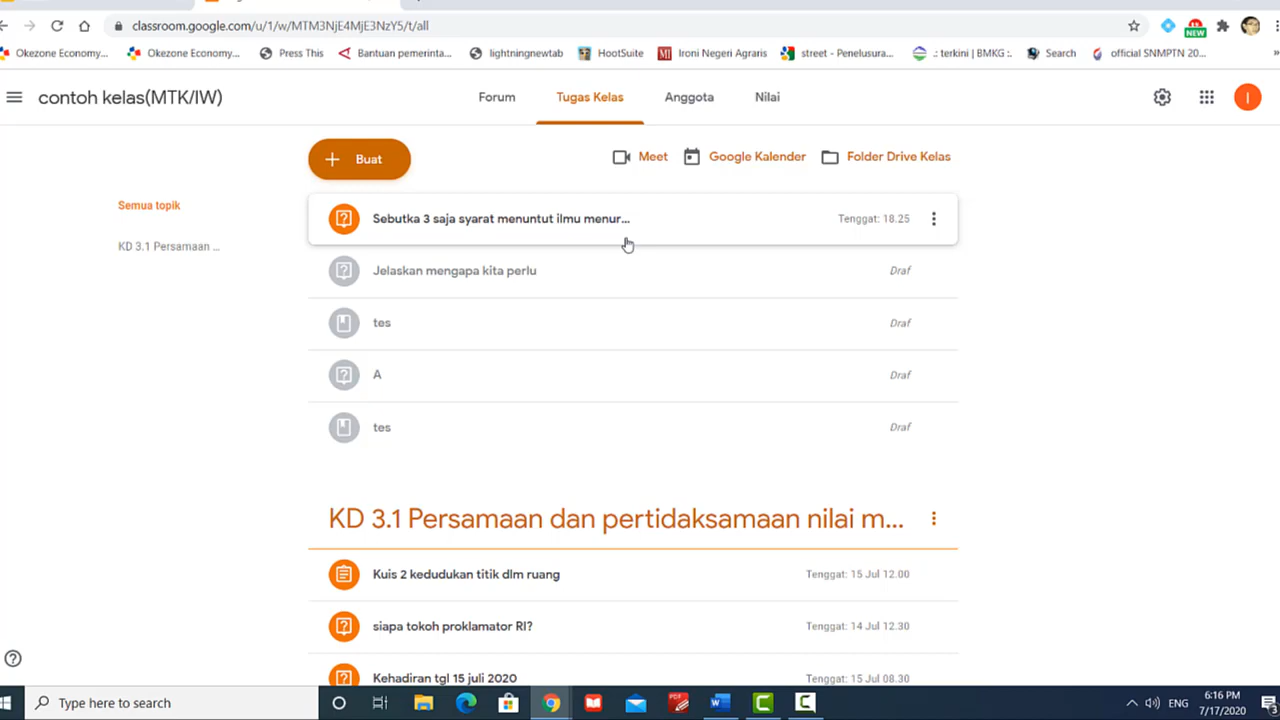 classroom.google.com/u/1/w/MTM3NjE4MjE3NzY5/t/all
Okezone Economy... Okezone Economy... Press This Bantuan pemerinta... lightningnewtab HootSuite Ironi Negeri Agraris street - Penelusura... .: terkini | BMKG :. Search official SNMPTN 20... »
NEW
contoh kelas(MTK/IW) Forum Tugas Kelas Anggota Nilai I
+ Buat Meet Google Kalender Folder Drive Kelas
Semua topik
KD 3.1 Persamaan ...
Sebutka 3 saja syarat menuntut ilmu menur... Tenggat: 18.25
Jelaskan mengapa kita perlu Draf
tes Draf
A Draf
tes Draf
KD 3.1 Persamaan dan pertidaksamaan nilai m...
Kuis 2 kedudukan titik dlm ruang Tenggat: 15 Jul 12.00
siapa tokoh proklamator RI? Tenggat: 14 Jul 12.30
Kehadiran tgl 15 juli 2020 Tenggat: 15 Jul 08.30
Type here to search ENG 6:16 PM
7/17/2020 3